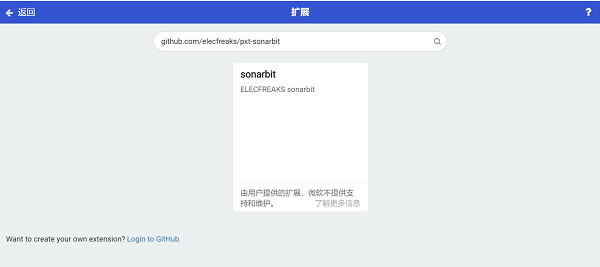 返回
扩展
?
github.com/elecfreaks/pxt-sonarbit
sonarbit
ELECFREAKS sonarbit
由用户提供的扩展，微软不提供支
持和维护。
了解更多信息
Want to create your own extension? Login to GitHub